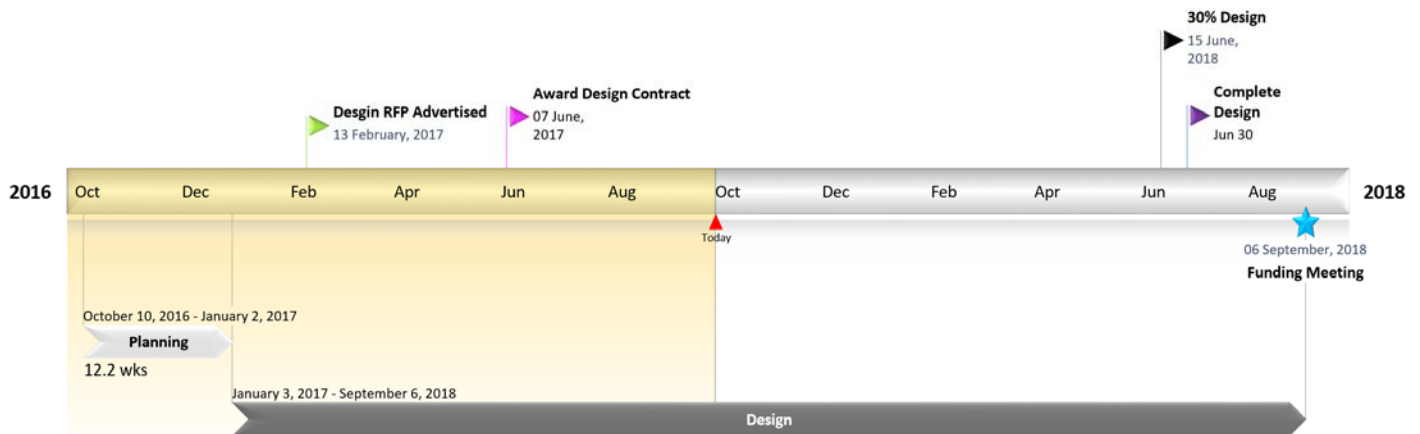 30% Design
15 June,
2018
Desgin RFP Advertised
13 February, 2017
Award Design Contract
07 June,
2017
Complete
Design
Jun 30
2016 Oct Dec Feb Apr Jun Aug Oct Dec Feb Apr Jun Aug 2018
Today
06 September, 2018
Funding Meeting
October 10, 2016 - January 2, 2017
Planning
12.2 wks
January 3, 2017 - September 6, 2018
Design